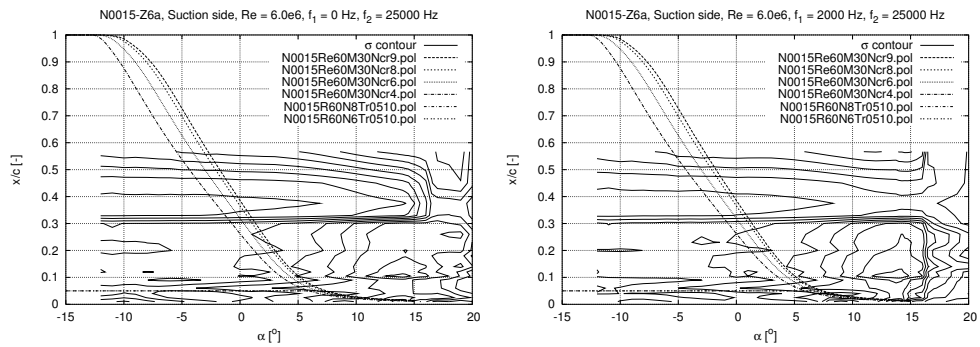 N0015-Z6a, Suction side, Re = 6.0e6, f₁ = 0 Hz, f₂ = 25000 Hz
σ contour
N0015Re60M30Ncr9.pol
N0015Re60M30Ncr8.pol
N0015Re60M30Ncr6.pol
N0015Re60M30Ncr4.pol
N0015R60N8Tr0510.pol
N0015R60N6Tr0510.pol
1
0.9
0.8
0.7
0.6
0.5
0.4
0.3
0.2
0.1
0
x/c [-]
-15 -10 -5 0 5 10 15 20
α [°]
N0015-Z6a, Suction side, Re = 6.0e6, f₁ = 2000 Hz, f₂ = 25000 Hz
σ contour
N0015Re60M30Ncr9.pol
N0015Re60M30Ncr8.pol
N0015Re60M30Ncr6.pol
N0015Re60M30Ncr4.pol
N0015R60N8Tr0510.pol
N0015R60N6Tr0510.pol
1
0.9
0.8
0.7
0.6
0.5
0.4
0.3
0.2
0.1
0
x/c [-]
-15 -10 -5 0 5 10 15 20
α [°]